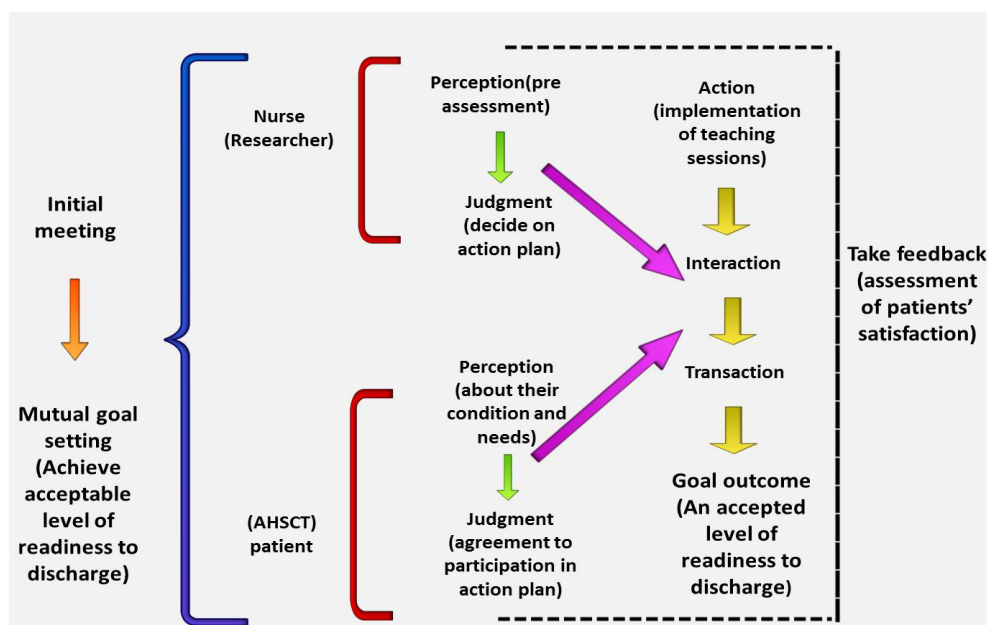 Initial
meeting
Mutual goal
setting
(Achieve
acceptable
level of
readiness to
discharge)
Nurse
(Researcher)
(AHSCT)
patient
Perception(pre
assessment)
Judgment
(decide on
action plan)
Perception
(about their
condition and
needs)
Judgment
(agreement to
participation in
action plan)
Action
(implementation
of teaching
sessions)
Interaction
Transaction
Goal outcome
(An accepted
level of
readiness to
discharge)
Take feedback
(assessment
of patients’
satisfaction)